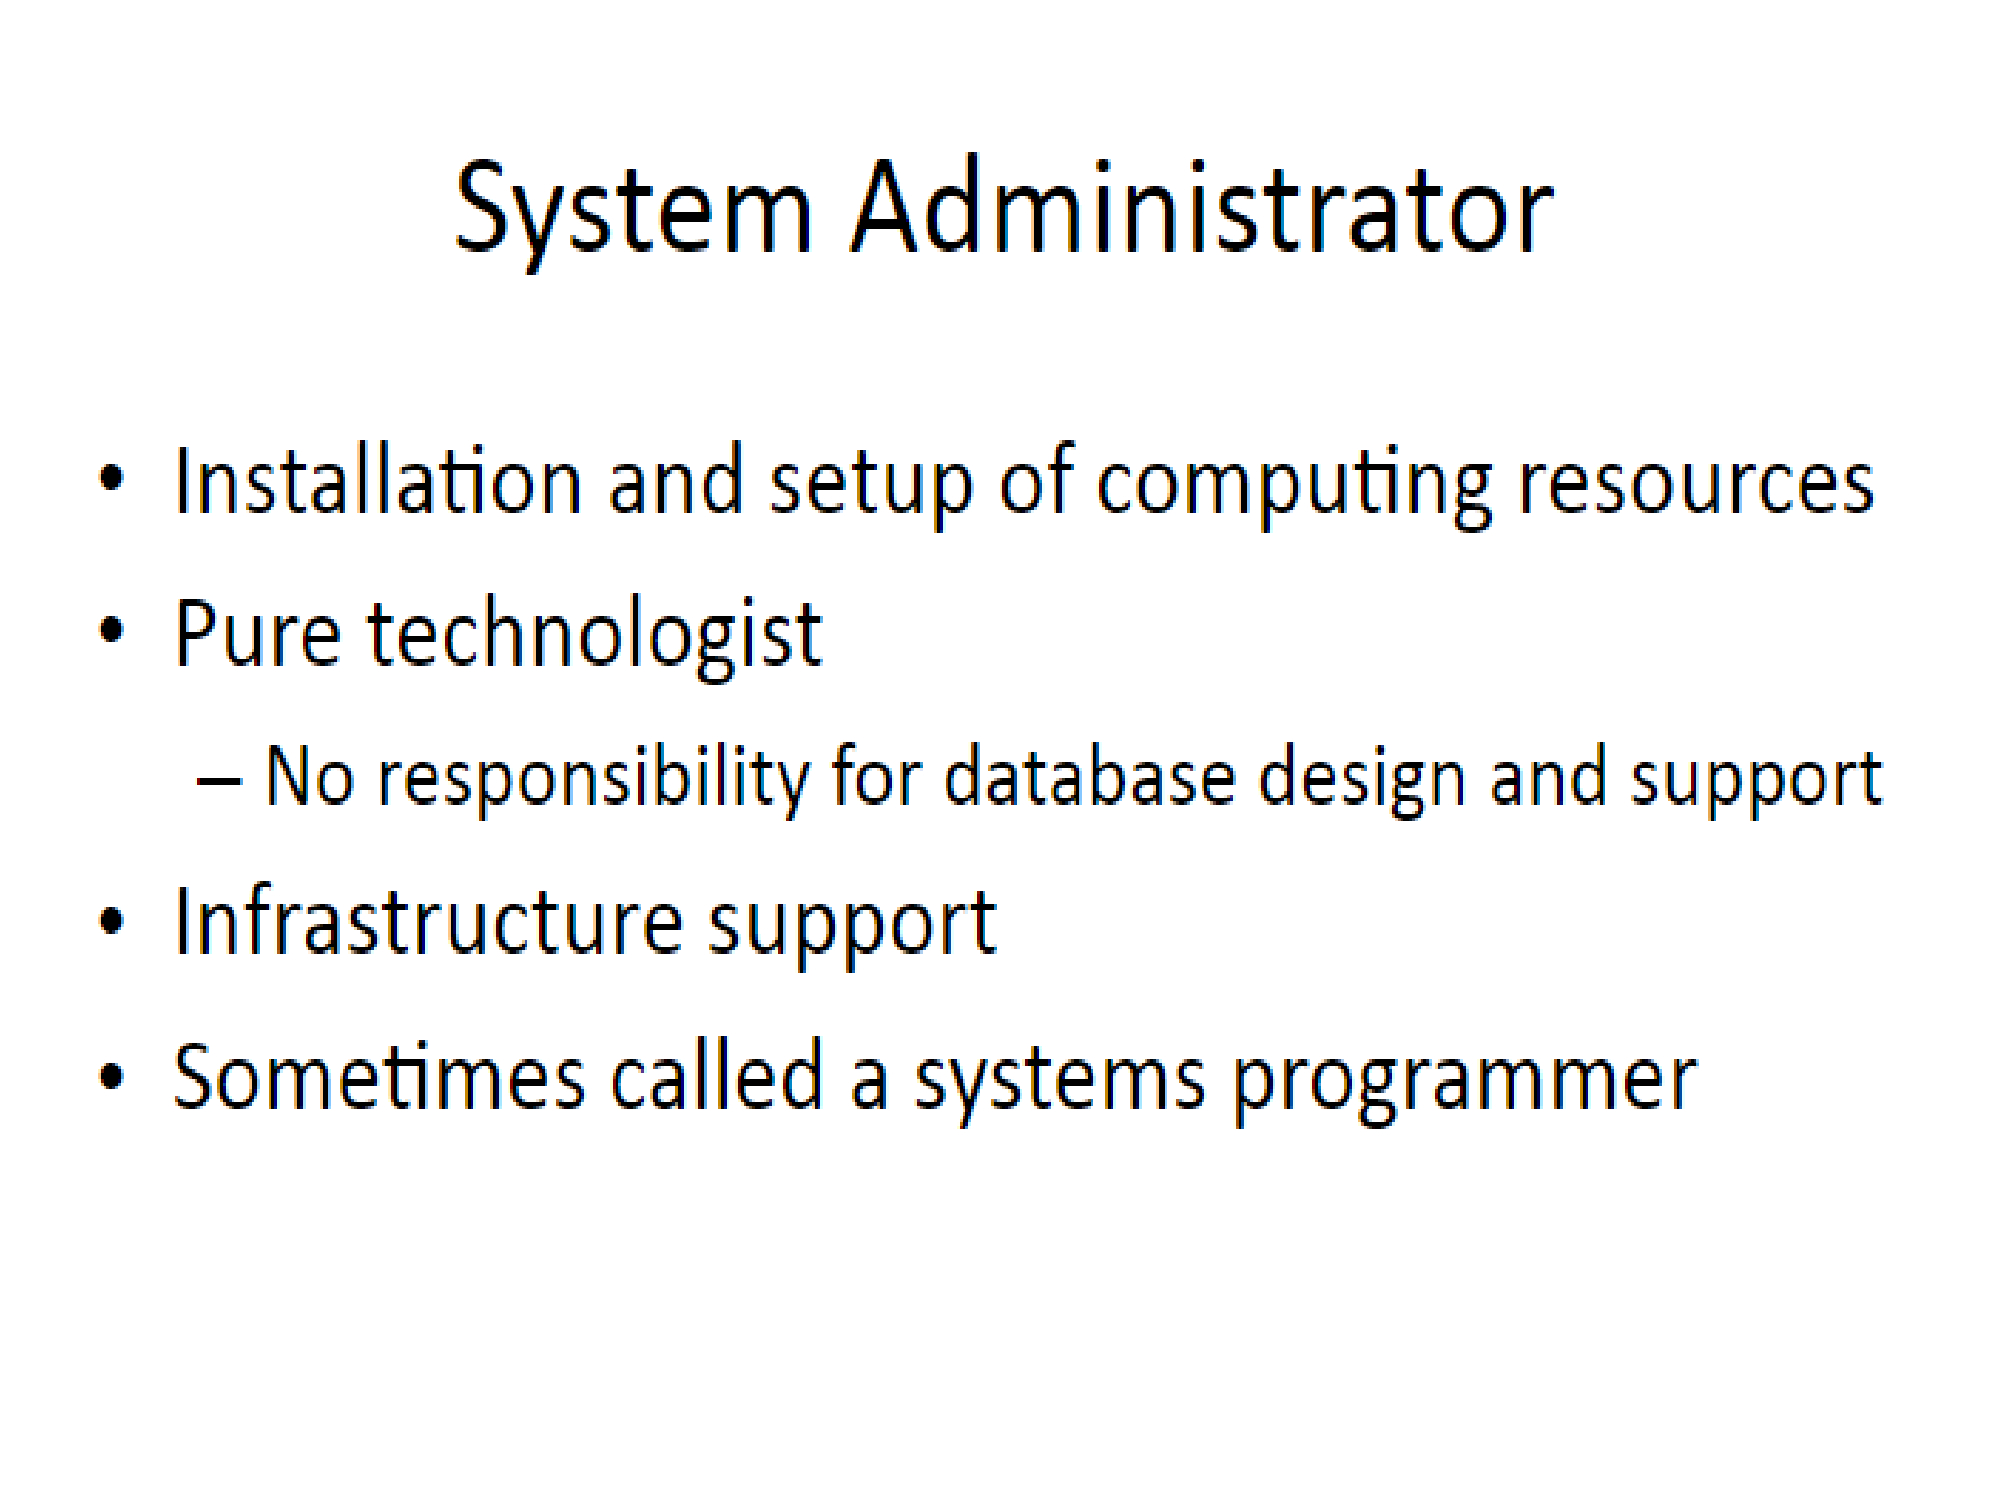 System Administrator
• Installation and setup of computing resources
• Pure technologist
– No responsibility for database design and support
• Infrastructure support
• Sometimes called a systems programmer